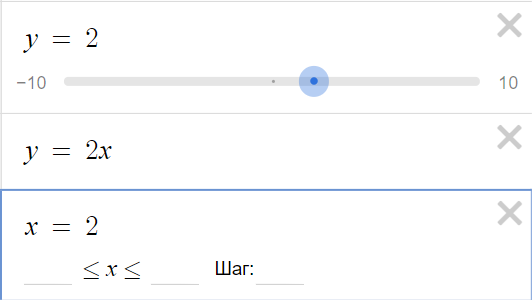 y = 2
−10 10
y = 2x
x = 2
≤ x ≤ Шаг: